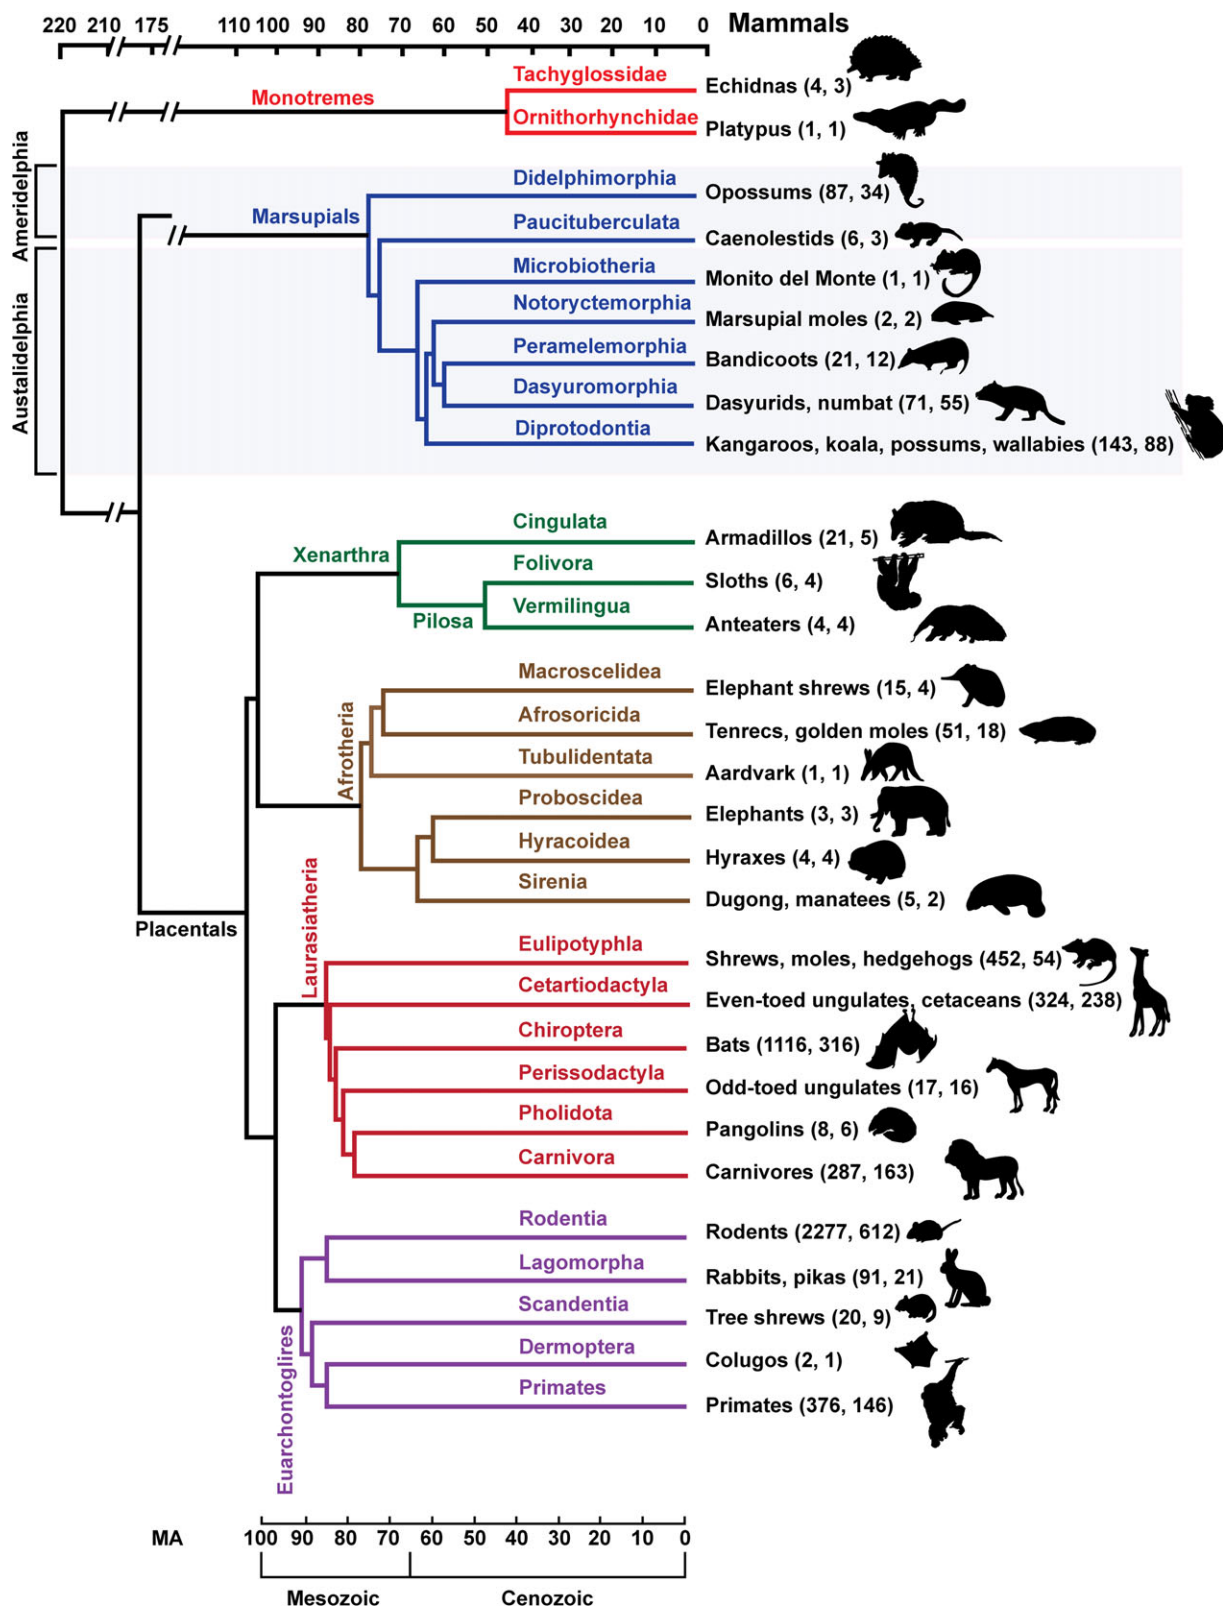 220 210 175 110 100 90 80 70 60 50 40 30 20 10 0 Mammals
Tachyglossidae
Echidnas (4, 3)
Monotremes
Ornithorhynchidae
Platypus (1, 1)
Ameridelphia
Didelphimorphia
Opossums (87, 34)
Marsupials
Paucituberculata
Caenolestids (6, 3)
Austalidelphia
Microbiotheria
Monito del Monte (1, 1)
Notoryctemorphia
Marsupial moles (2, 2)
Peramelemorphia
Bandicoots (21, 12)
Dasyuromorphia
Dasyurids, numbat (71, 55)
Diprotodontia
Kangaroos, koala, possums, wallabies (143, 88)
Cingulata
Armadillos (21, 5)
Xenarthra
Folivora
Sloths (6, 4)
Vermilingua
Pilosa
Anteaters (4, 4)
Afrotheria
Macroscelidea
Elephant shrews (15, 4)
Afrosoricida
Tenrecs, golden moles (51, 18)
Tubulidentata
Aardvark (1, 1)
Proboscidea
Elephants (3, 3)
Hyracoidea
Hyraxes (4, 4)
Sirenia
Dugong, manatees (5, 2)
Placentals
Laurasiatheria
Eulipotyphla
Shrews, moles, hedgehogs (452, 54)
Cetartiodactyla
Even-toed ungulates, cetaceans (324, 238)
Chiroptera
Bats (1116, 316)
Perissodactyla
Odd-toed ungulates (17, 16)
Pholidota
Pangolins (8, 6)
Carnivora
Carnivores (287, 163)
Euarchontoglires
Rodentia
Rodents (2277, 612)
Lagomorpha
Rabbits, pikas (91, 21)
Scandentia
Tree shrews (20, 9)
Dermoptera
Colugos (2, 1)
Primates
Primates (376, 146)
MA 100 90 80 70 60 50 40 30 20 10 0
Mesozoic Cenozoic